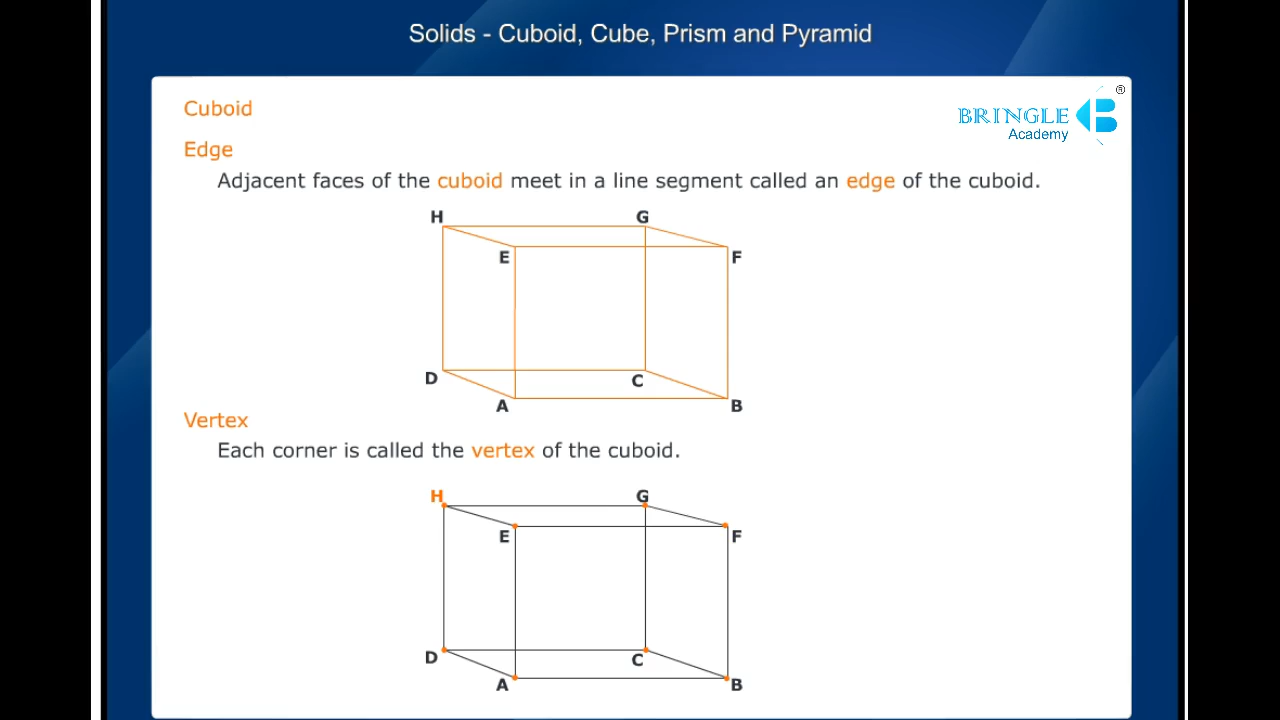 Solids - Cuboid, Cube, Prism and Pyramid
®
BRINGLE
Academy
Cuboid
Edge
Adjacent faces of the cuboid meet in a line segment called an edge of the cuboid.
H G
E F
D C
A B
Vertex
Each corner is called the vertex of the cuboid.
H G
E F
D C
A B